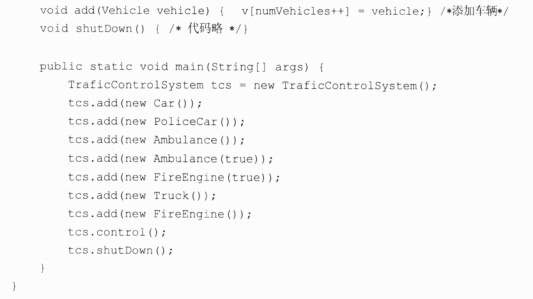 void add(Vehicle vehicle) {  v[numVehicles++] = vehicle;} /*添加车辆*/
void shutDown() { /* 代码略 */}
public static void main(String[] args) {
TraficControlSystem tcs = new TraficControlSystem();
tcs.add(new Car());
tcs.add(new PoliceCar());
tcs.add(new Ambulance());
tcs.add(new Ambulance(true));
tcs.add(new FireEngine(true));
tcs.add(new Truck());
tcs.add(new FireEngine());
tcs.control();
tcs.shutDown();
}
}